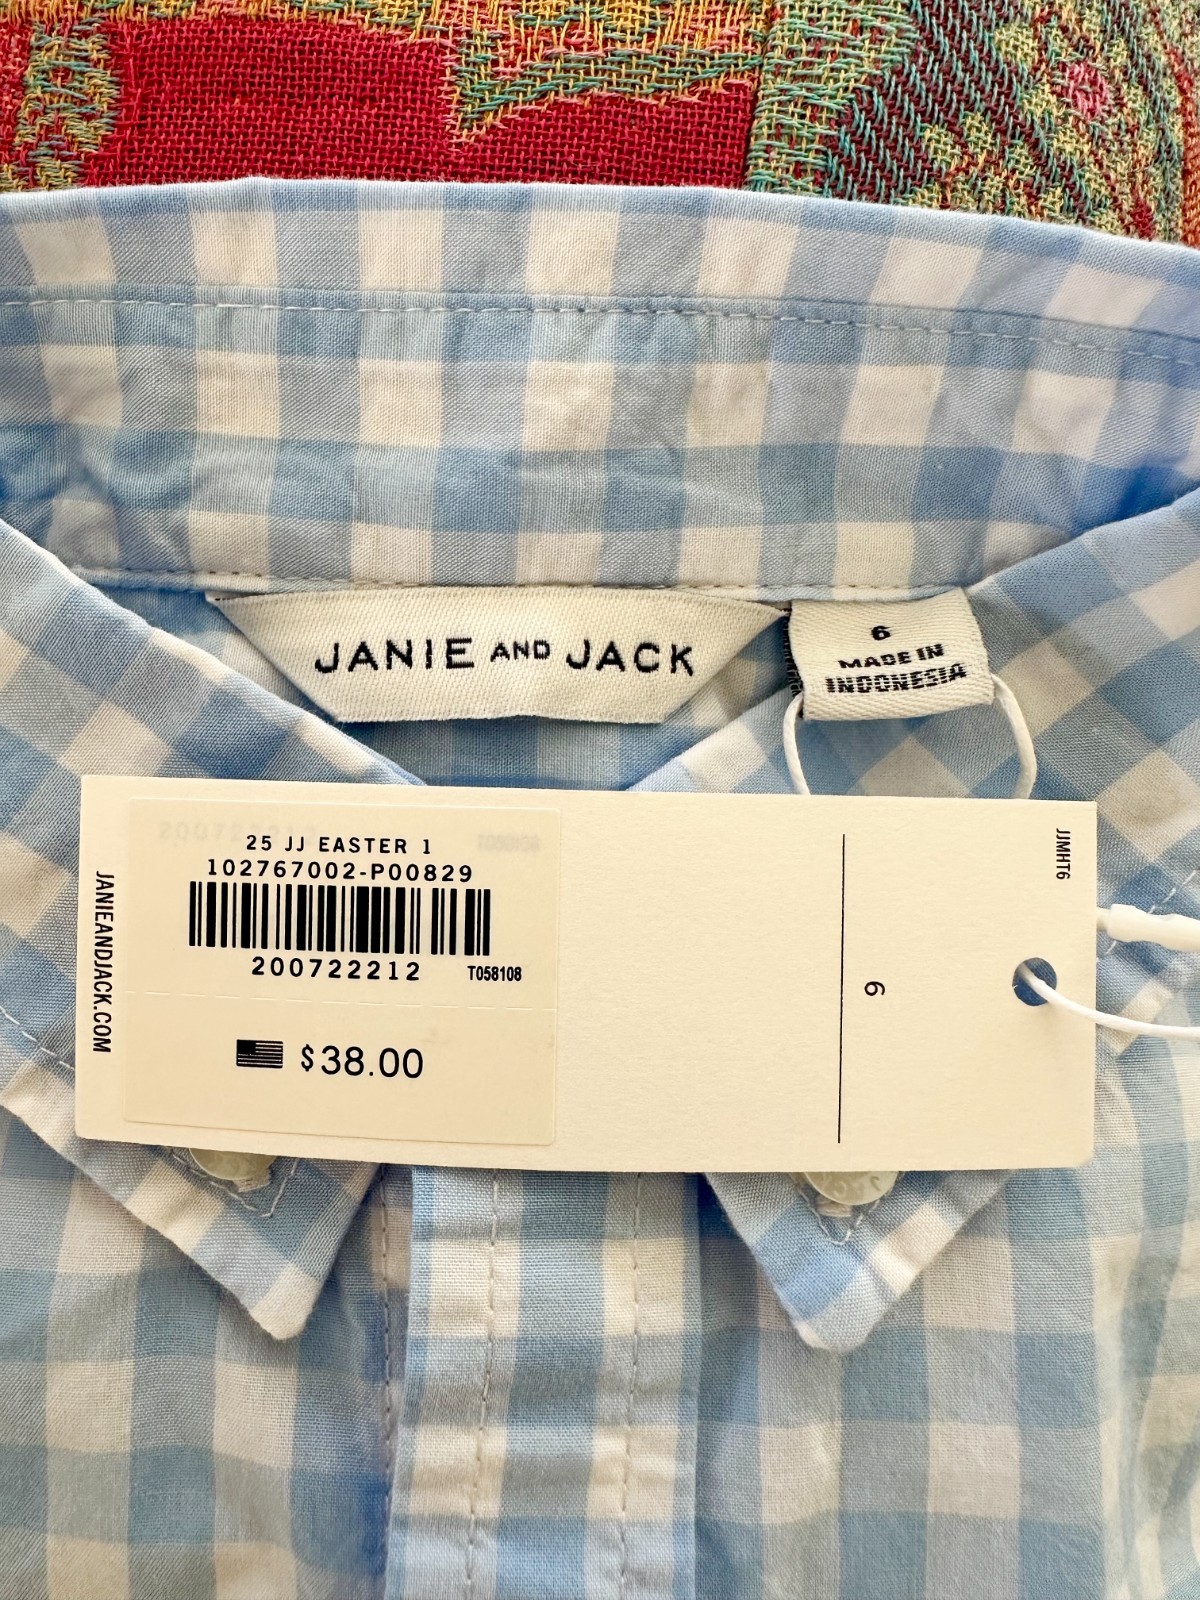 JANIE AND JACK
6
MADE IN
INDONESIA
25 JJ EASTER 1
102767002-P00829
200722212
T058108
$38.00
JANIEANDJACK.COM
6
JJMHT6